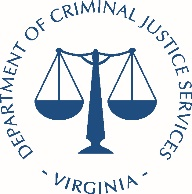 DEPARTMENT OF CRIMINAL JUSTICE SERVICES
- VIRGINIA -